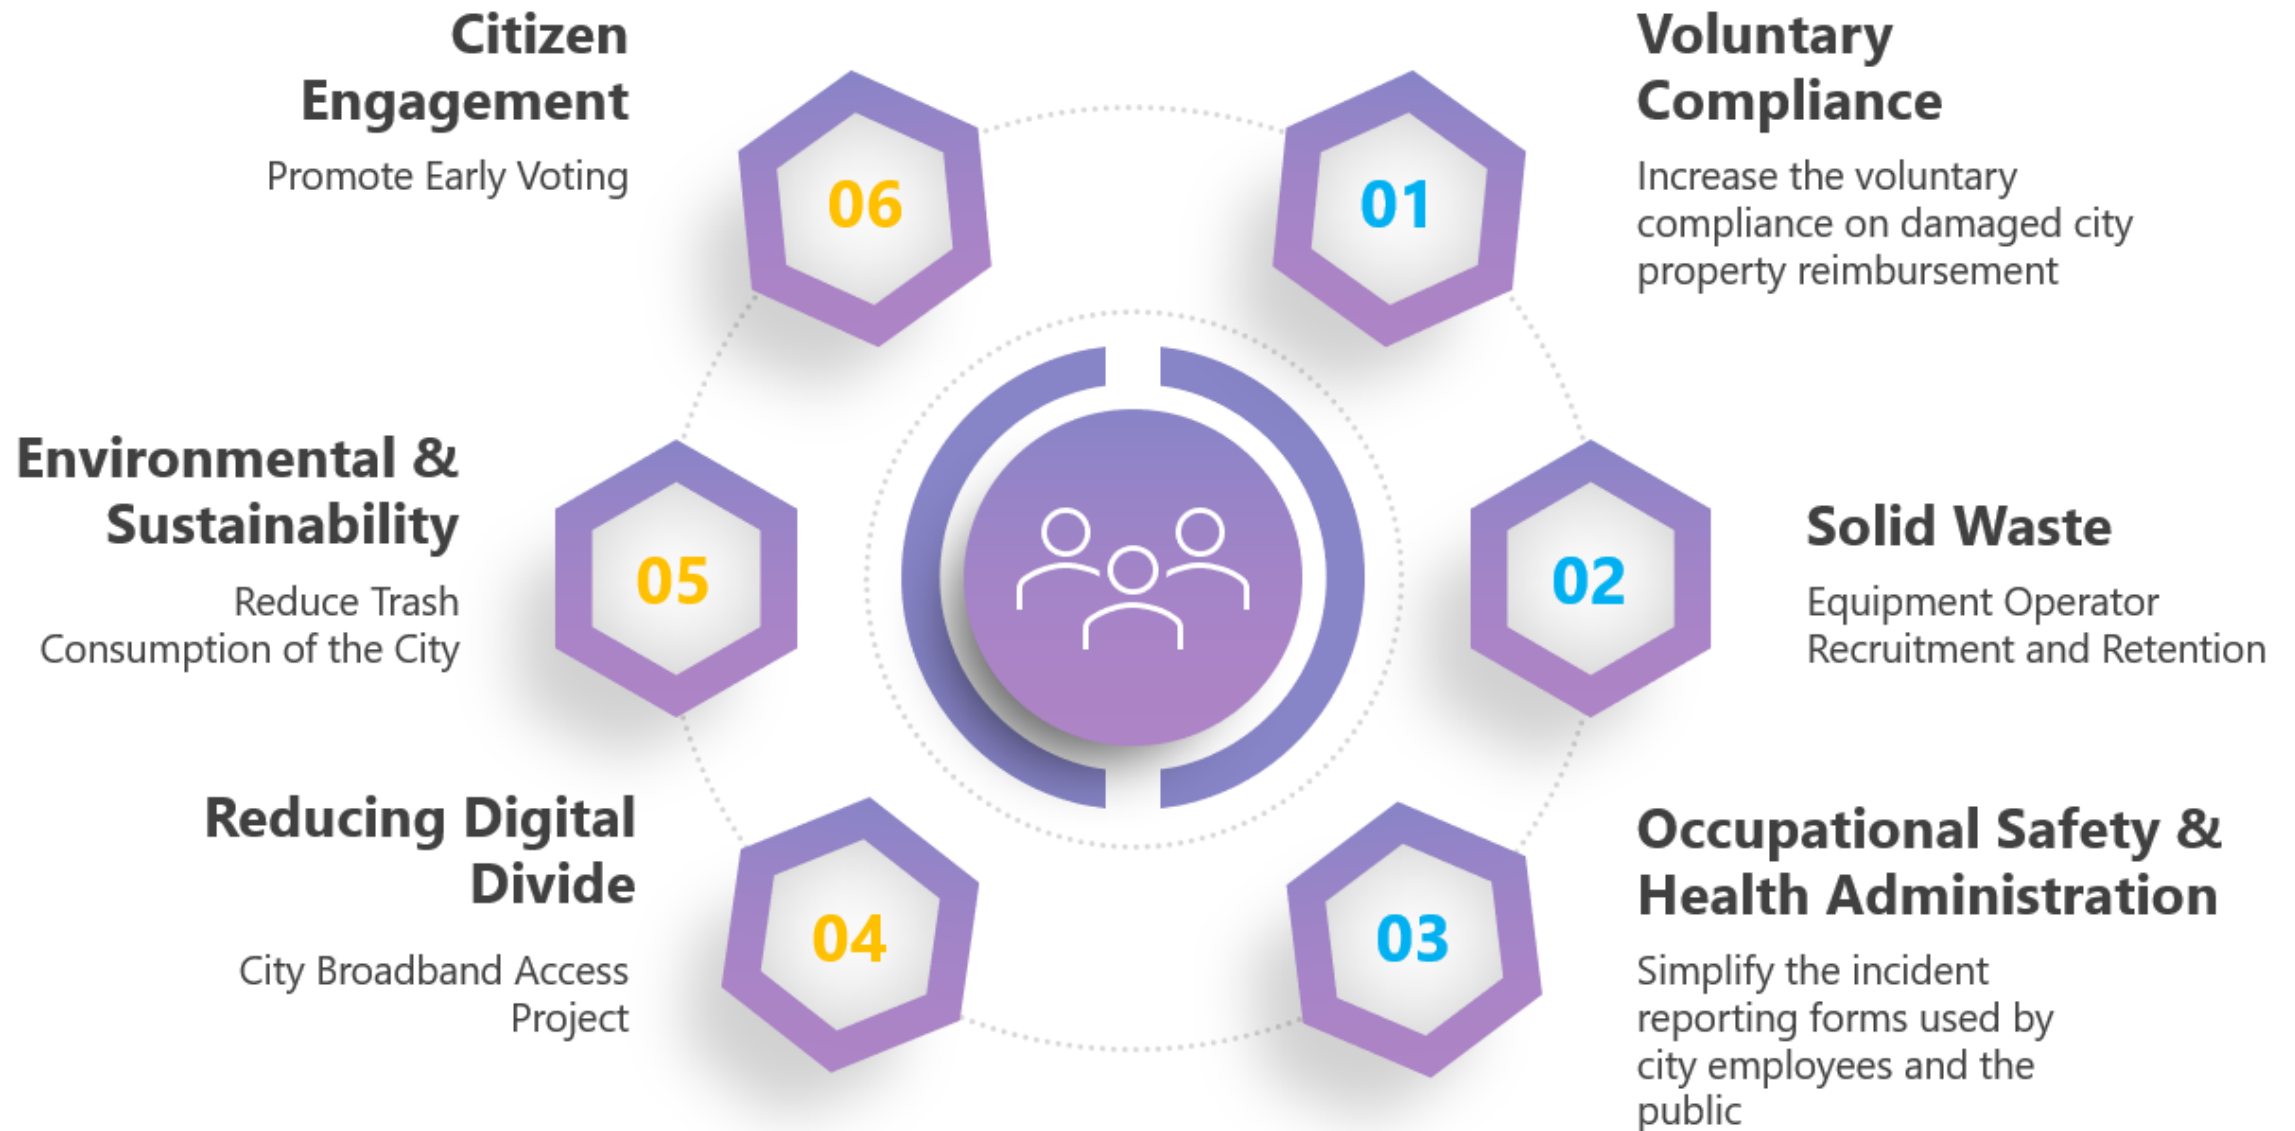 Citizen
Engagement
Promote Early Voting
06
01
Voluntary
Compliance
Increase the voluntary
compliance on damaged city
property reimbursement
Environmental &
Sustainability
Reduce Trash
Consumption of the City
05
02
Solid Waste
Equipment Operator
Recruitment and Retention
Reducing Digital
Divide
City Broadband Access
Project
04
03
Occupational Safety &
Health Administration
Simplify the incident
reporting forms used by
city employees and the
public